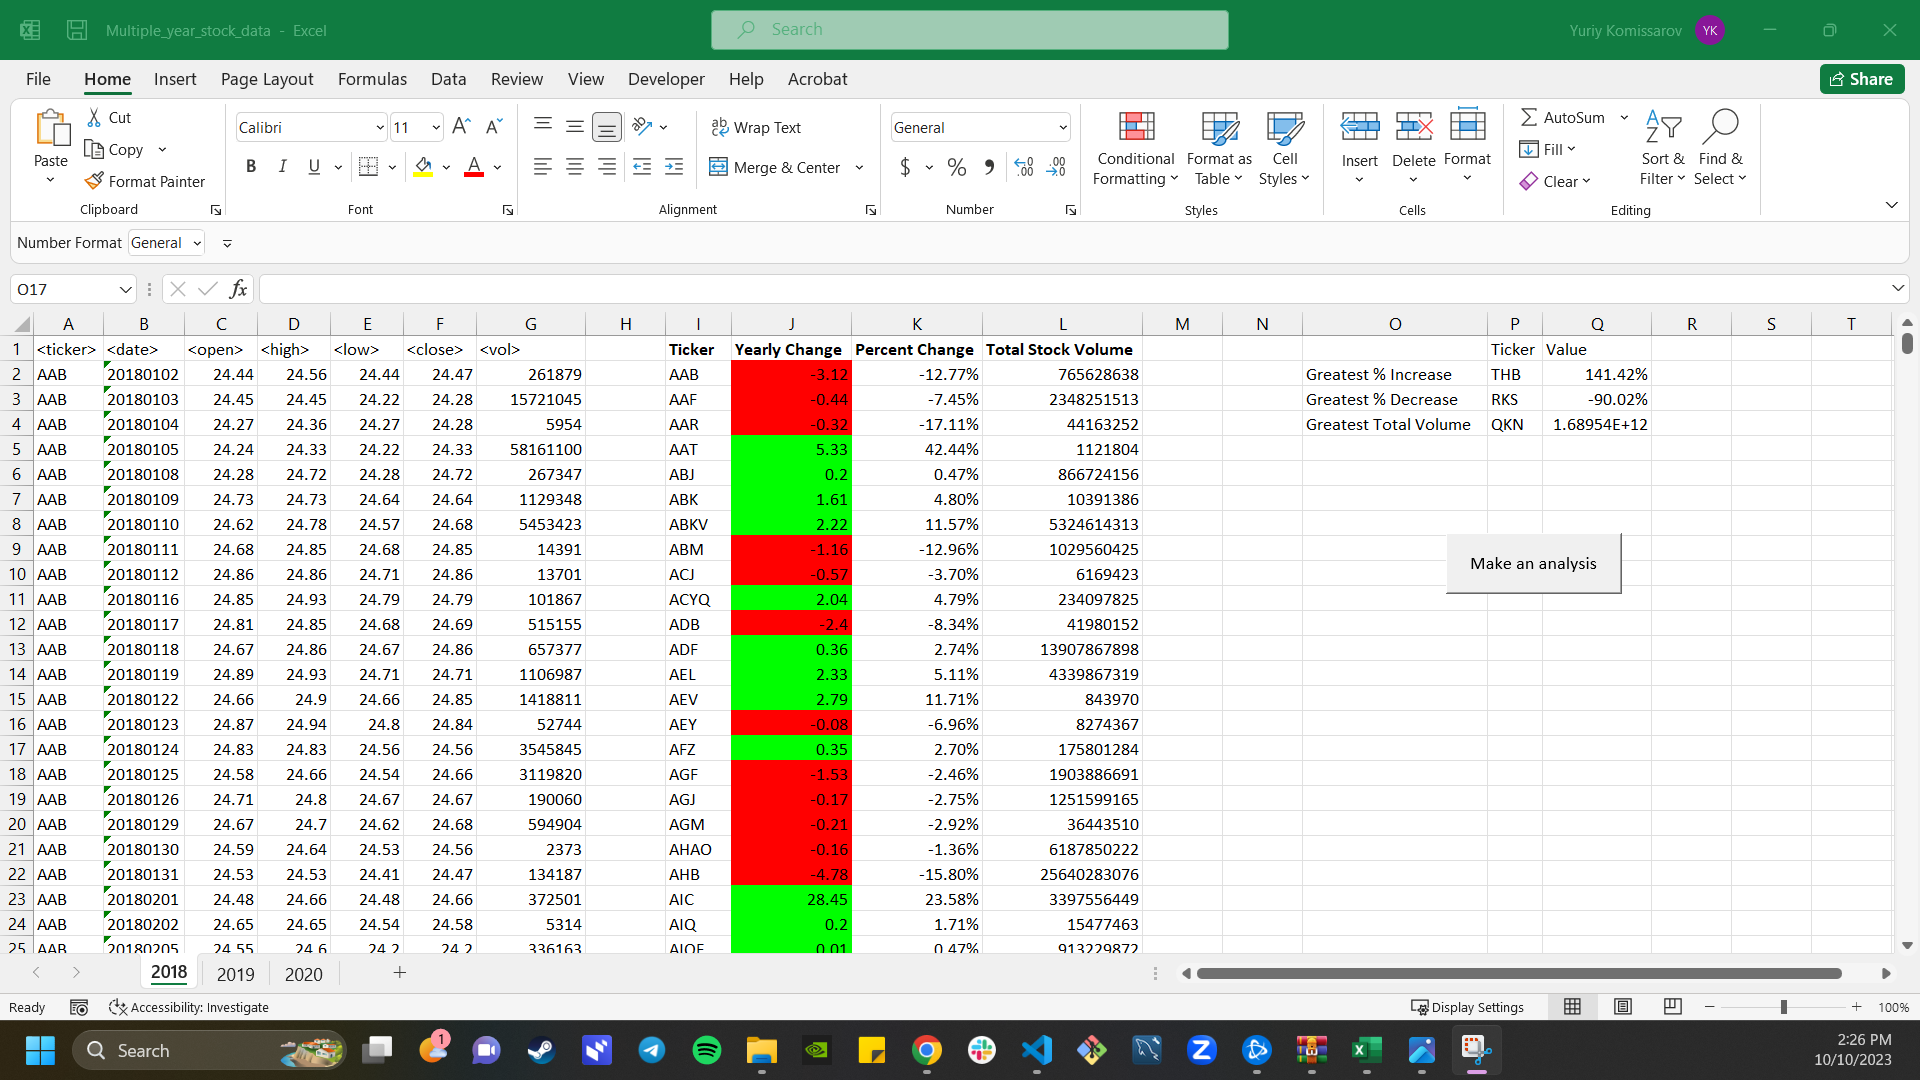 Multiple_year_stock_data - Excel
Search
Yuriy Komissarov YK
File Home Insert Page Layout Formulas Data Review View Developer Help Acrobat
Share
Paste
Cut
Copy
Format Painter
Clipboard
Calibri 11
B I U
Font
Wrap Text
Merge & Center
Alignment
General
$ %
Number
Conditional Formatting
Format as Table
Cell Styles
Styles
Insert Delete Format
Cells
AutoSum
Fill
Clear
Sort & Filter
Find & Select
Editing
Number Format General
O17
fx
A B C D E F G H I J K L M N O P Q R S T
1 <ticker> <date> <open> <high> <low> <close> <vol> Ticker Yearly Change Percent Change Total Stock Volume Ticker Value
2 AAB 20180102 24.44 24.56 24.44 24.47 261879 AAB -3.12 -12.77% 765628638 Greatest % Increase THB 141.42%
3 AAB 20180103 24.45 24.45 24.22 24.28 15721045 AAF -0.44 -7.45% 2348251513 Greatest % Decrease RKS -90.02%
4 AAB 20180104 24.27 24.36 24.27 24.28 5954 AAR -0.32 -17.11% 44163252 Greatest Total Volume QKN 1.68954E+12
5 AAB 20180105 24.24 24.33 24.22 24.33 58161100 AAT 5.33 42.44% 1121804
6 AAB 20180108 24.28 24.72 24.28 24.72 267347 ABJ 0.2 0.47% 866724156
7 AAB 20180109 24.73 24.73 24.64 24.64 1129348 ABK 1.61 4.80% 10391386
8 AAB 20180110 24.62 24.78 24.57 24.68 5453423 ABKV 2.22 11.57% 5324614313
9 AAB 20180111 24.68 24.85 24.68 24.85 14391 ABM -1.16 -12.96% 1029560425
Make an analysis
10 AAB 20180112 24.86 24.86 24.71 24.86 13701 ACJ -0.57 -3.70% 6169423
11 AAB 20180116 24.85 24.93 24.79 24.79 101867 ACYQ 2.04 4.79% 234097825
12 AAB 20180117 24.81 24.85 24.68 24.69 515155 ADB -2.4 -8.34% 41980152
13 AAB 20180118 24.67 24.86 24.67 24.86 657377 ADF 0.36 2.74% 13907867898
14 AAB 20180119 24.89 24.93 24.71 24.71 1106987 AEL 2.33 5.11% 4339867319
15 AAB 20180122 24.66 24.9 24.66 24.85 1418811 AEV 2.79 11.71% 843970
16 AAB 20180123 24.87 24.94 24.8 24.84 52744 AEY -0.08 -6.96% 8274367
17 AAB 20180124 24.83 24.83 24.56 24.56 3545845 AFZ 0.35 2.70% 175801284
18 AAB 20180125 24.58 24.66 24.54 24.66 3119820 AGF -1.53 -2.46% 1903886691
19 AAB 20180126 24.71 24.8 24.67 24.67 190060 AGJ -0.17 -2.75% 1251599165
20 AAB 20180129 24.67 24.7 24.62 24.68 594904 AGM -0.21 -2.92% 36443510
21 AAB 20180130 24.59 24.64 24.53 24.56 2373 AHAO -0.16 -1.36% 6187850222
22 AAB 20180131 24.53 24.53 24.41 24.47 134187 AHB -4.78 -15.80% 25640283076
23 AAB 20180201 24.48 24.66 24.48 24.66 372501 AIC 28.45 23.58% 3397556449
24 AAB 20180202 24.65 24.65 24.54 24.58 5314 AIQ 0.2 1.71% 15477463
25 AAB 20180205 24.55 24.6 24.2 24.2 336163 0.01 0.47% 913229872
2018 2019 2020
Ready Accessibility: Investigate Display Settings 100%
Search
1
2:26 PM
10/10/2023